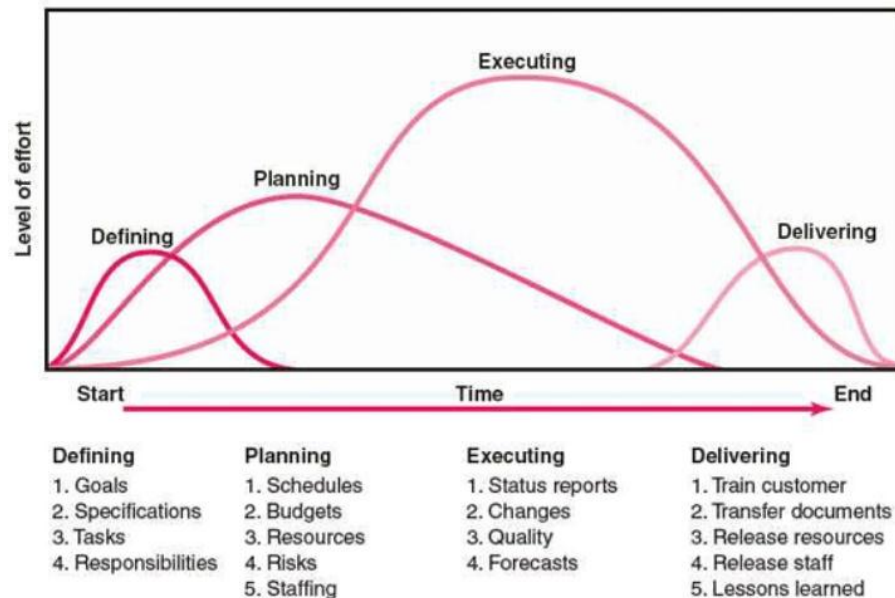 Executing
Planning
Defining
Delivering
Level of effort
Start
Time
End
Defining
1. Goals
2. Specifications
3. Tasks
4. Responsibilities
Planning
1. Schedules
2. Budgets
3. Resources
4. Risks
5. Staffing
Executing
1. Status reports
2. Changes
3. Quality
4. Forecasts
Delivering
1. Train customer
2. Transfer documents
3. Release resources
4. Release staff
5. Lessons learned